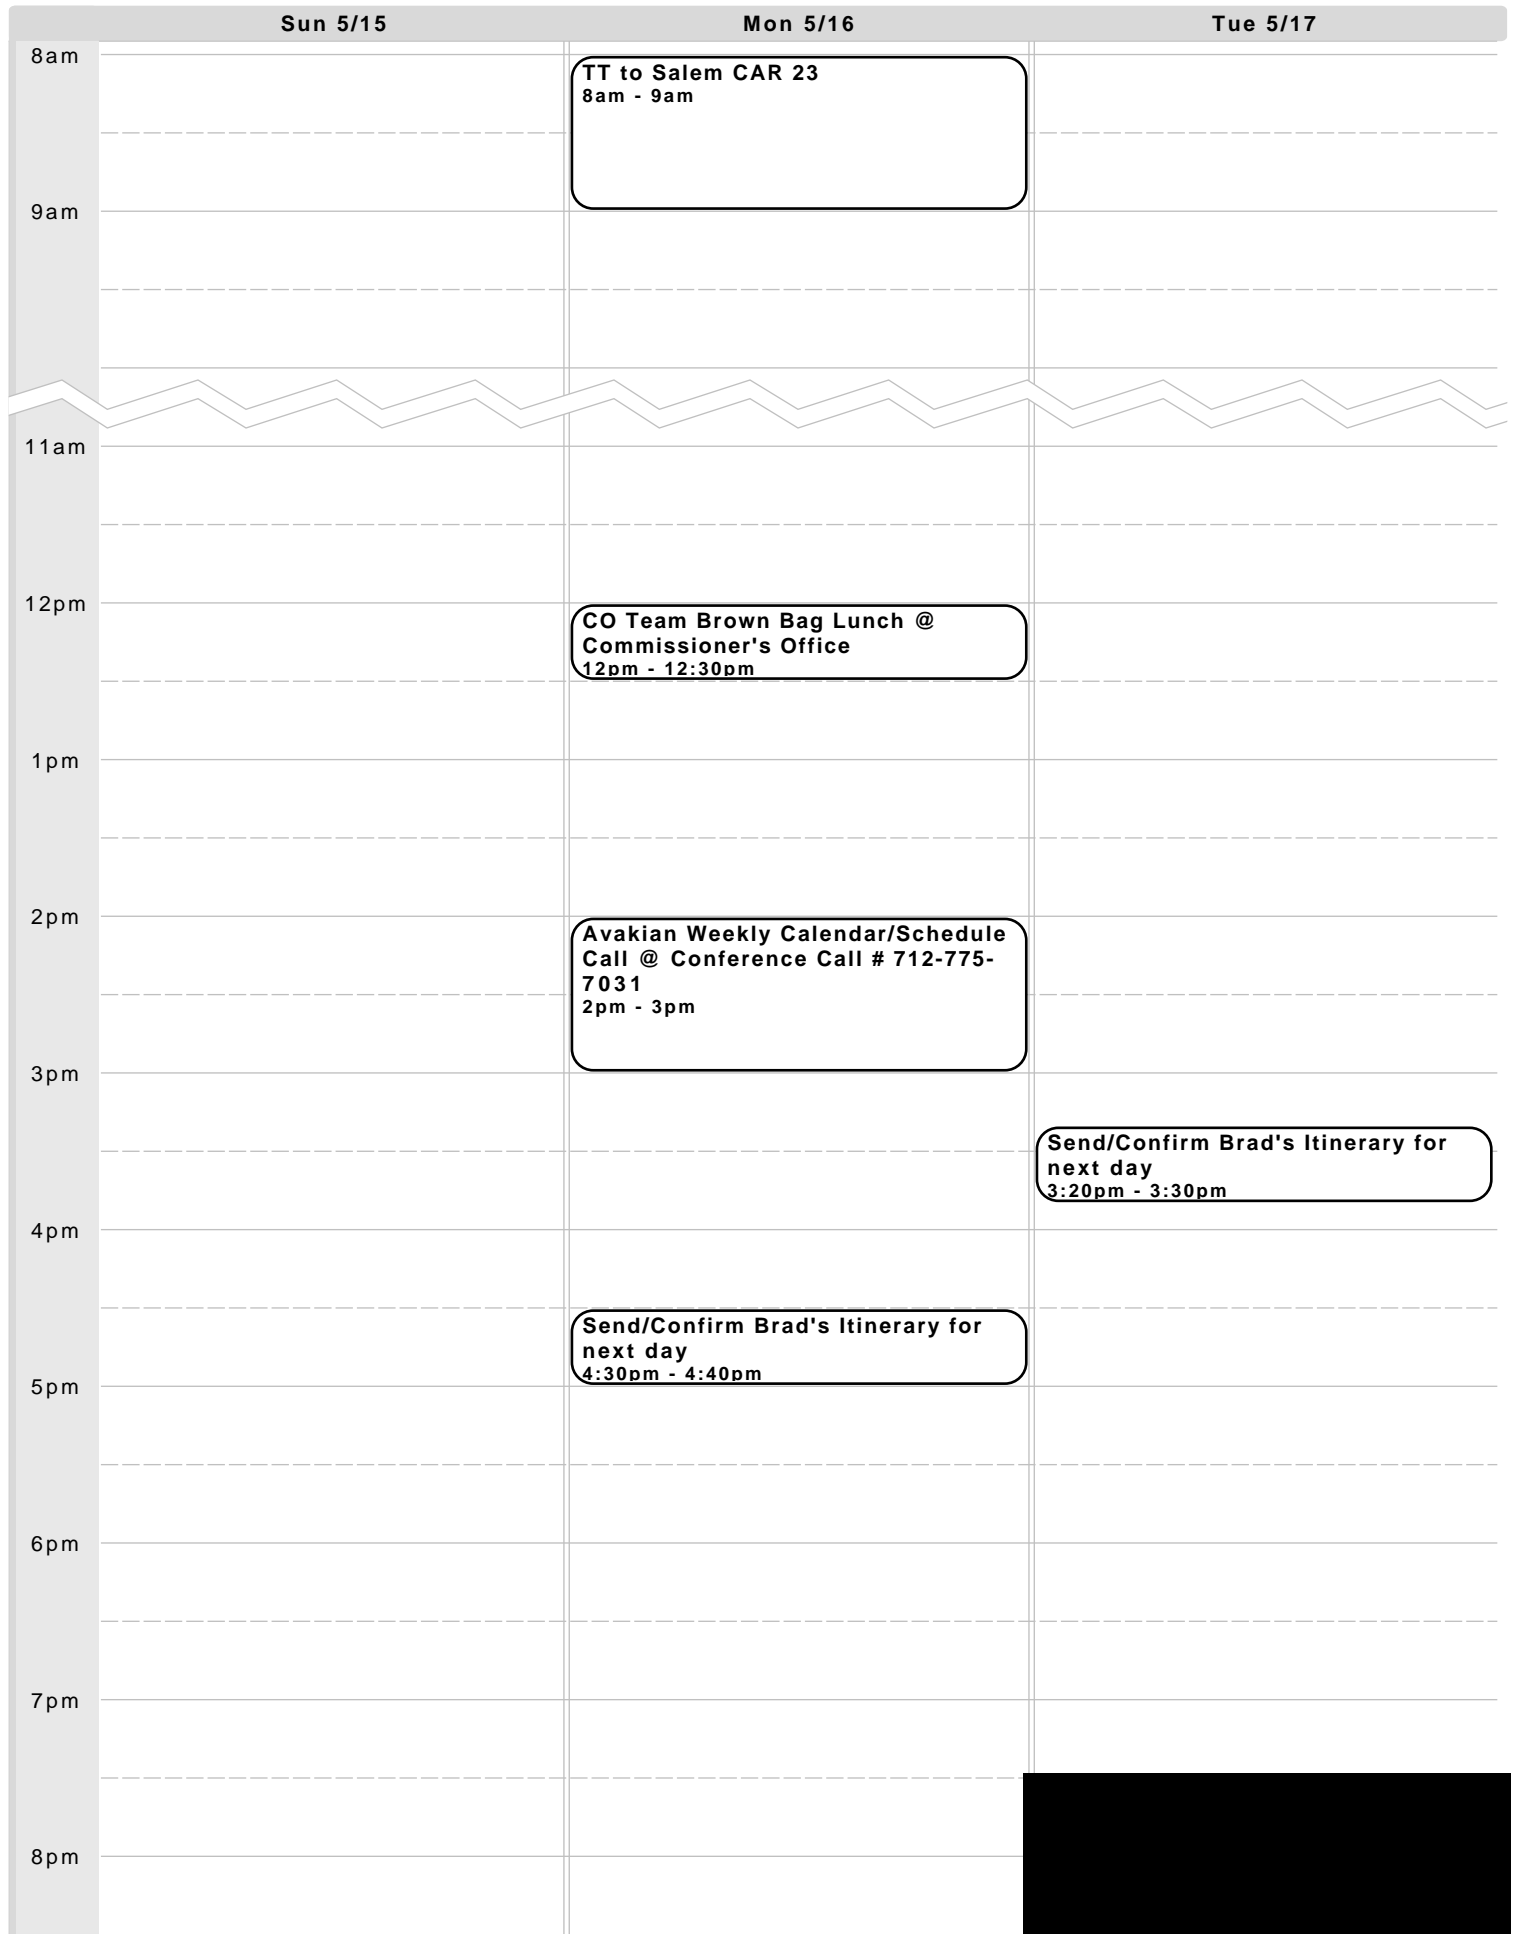 Sun 5/15 Mon 5/16 Tue 5/17
8am
TT to Salem CAR 23
8am - 9am
9am
11am
12pm
CO Team Brown Bag Lunch @
Commissioner's Office
12pm - 12:30pm
1pm
2pm
Avakian Weekly Calendar/Schedule
Call @ Conference Call # 712-775-
7031
2pm - 3pm
3pm
Send/Confirm Brad's Itinerary for
next day
3:20pm - 3:30pm
4pm
Send/Confirm Brad's Itinerary for
next day
4:30pm - 4:40pm
5pm
6pm
7pm
8pm